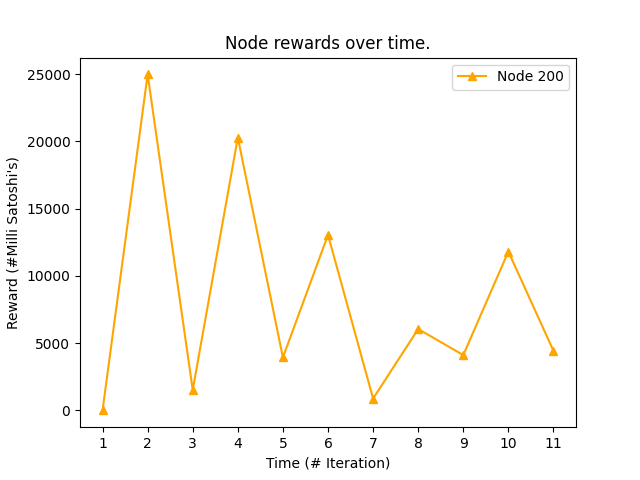 Node rewards over time.
Node 200
Reward (#Milli Satoshi's)
25000
20000
15000
10000
5000
0
1 2 3 4 5 6 7 8 9 10 11
Time (# Iteration)